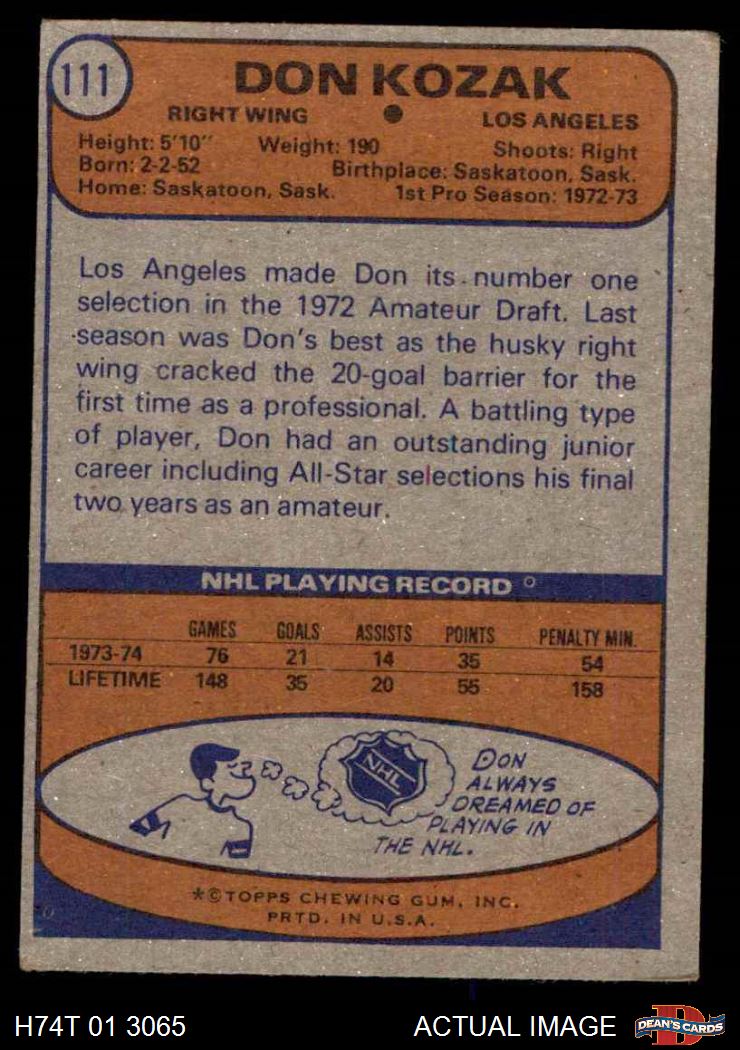 111
DON KOZAK
RIGHT WING LOS ANGELES
Height: 5'10" Weight: 190 Shoots: Right
Born: 2-2-52 Birthplace: Saskatoon, Sask.
Home: Saskatoon, Sask. 1st Pro Season: 1972-73
Los Angeles made Don its number one
selection in the 1972 Amateur Draft. Last
season was Don's best as the husky right
wing cracked the 20-goal barrier for the
first time as a professional. A battling type
of player, Don had an outstanding junior
career including All-Star selections his final
two years as an amateur.
NHL PLAYING RECORD
GAMES GOALS ASSISTS POINTS PENALTY MIN.
1973-74 76 21 14 35 54
LIFETIME 148 35 20 55 158
NHL
DON
ALWAYS
DREAMED OF
PLAYING IN
THE NHL.
*©TOPPS CHEWING GUM, INC.
PRTD. IN U.S.A.
H74T 01 3065 ACTUAL IMAGE
DEAN'S CARDS